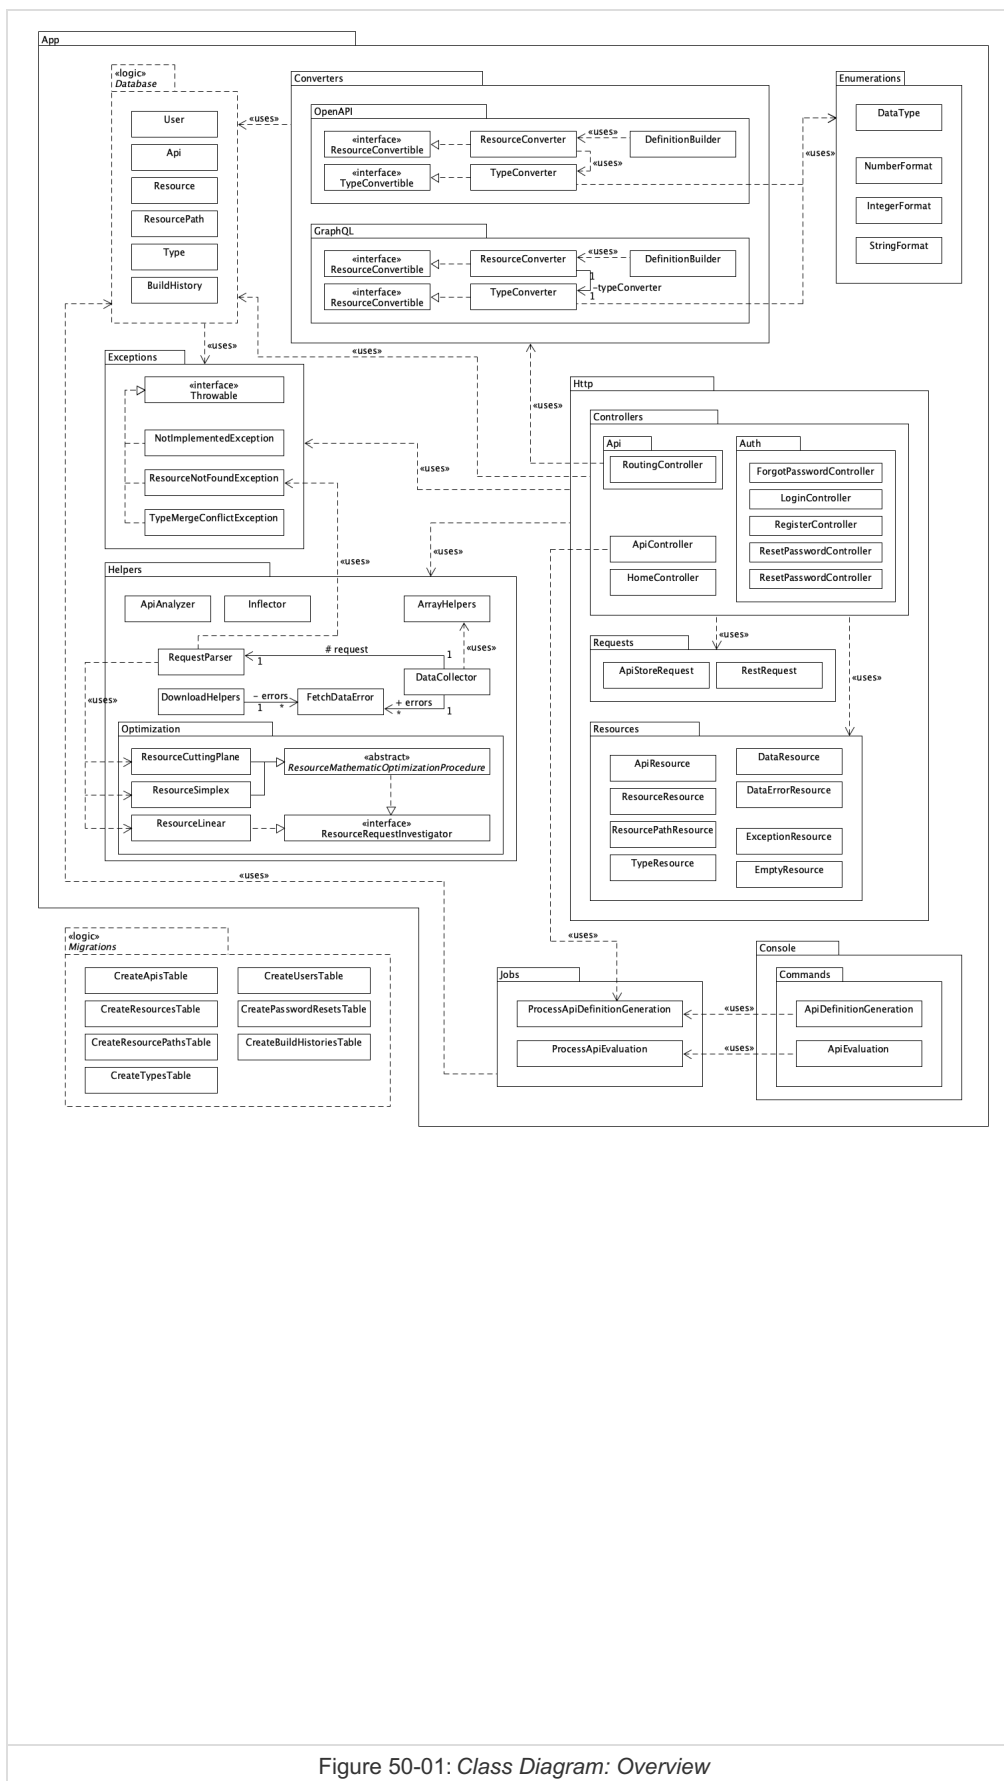 App
«logic»
Database
User
Api
Resource
ResourcePath
Type
BuildHistory
«uses»
Converters
OpenAPI
«interface»
ResourceConvertible
ResourceConverter
«uses»
DefinitionBuilder
«uses»
«interface»
TypeConvertible
TypeConverter
GraphQL
«interface»
ResourceConvertible
ResourceConverter
«uses»
DefinitionBuilder
1
-typeConverter
1
«interface»
ResourceConvertible
TypeConverter
«uses»
Enumerations
DataType
NumberFormat
IntegerFormat
StringFormat
«uses»
«uses»
«uses»
Exceptions
«interface»
Throwable
NotImplementedException
ResourceNotFoundException
TypeMergeConflictException
«uses»
«uses»
«uses»
Http
Controllers
Api
RoutingController
Auth
ForgotPasswordController
LoginController
RegisterController
ResetPasswordController
ResetPasswordController
ApiController
HomeController
«uses»
Requests
ApiStoreRequest
RestRequest
Resources
ApiResource
DataResource
ResourceResource
DataErrorResource
ResourcePathResource
ExceptionResource
TypeResource
EmptyResource
Helpers
ApiAnalyzer
Inflector
ArrayHelpers
«uses»
RequestParser
# request
1
1
DataCollector
«uses»
DownloadHelpers
- errors
1
*
FetchDataError
+ errors
*
1
Optimization
ResourceCuttingPlane
«abstract»
ResourceMathematicOptimizationProcedure
ResourceSimplex
ResourceLinear
«interface»
ResourceRequestInvestigator
«uses»
«logic»
Migrations
CreateApisTable
CreateUsersTable
CreateResourcesTable
CreatePasswordResetsTable
CreateResourcePathsTable
CreateBuildHistoriesTable
CreateTypesTable
«uses»
Jobs
ProcessApiDefinitionGeneration
ProcessApiEvaluation
«uses»
«uses»
Console
Commands
ApiDefinitionGeneration
ApiEvaluation
Figure 50-01: Class Diagram: Overview